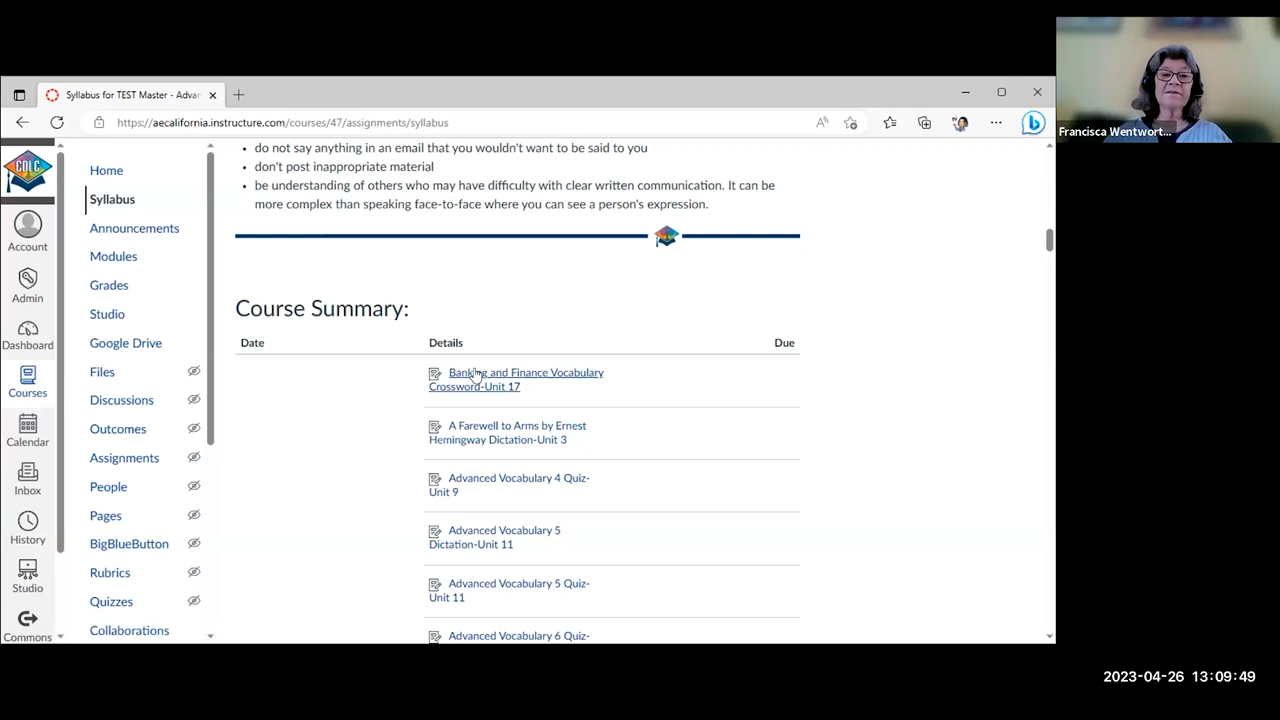 Syllabus for TEST Master - Advan
https://aecalifornia.instructure.com/courses/47/assignments/syllabus
Francisca Wentwort...
COLC
Account
Admin
Dashboard
Courses
Calendar
Inbox
History
Studio
Commons
Home
Syllabus
Announcements
Modules
Grades
Studio
Google Drive
Files
Discussions
Outcomes
Assignments
People
Pages
BigBlueButton
Rubrics
Quizzes
Collaborations
do not say anything in an email that you wouldn't want to be said to you
don't post inappropriate material
be understanding of others who may have difficulty with clear written communication. It can
more complex than speaking face-to-face where you can see a person's expression.
Course Summary:
Date Details Due
Banking and Finance Vocabulary
Crossword-Unit 17
A Farewell to Arms by Ernest
Hemingway Dictation-Unit 3
Advanced Vocabulary 4 Quiz-
Unit 9
Advanced Vocabulary 5
Dictation-Unit 11
Advanced Vocabulary 5 Quiz-
Unit 11
Advanced Vocabulary 6 Quiz-
2023-04-26 13:09:49